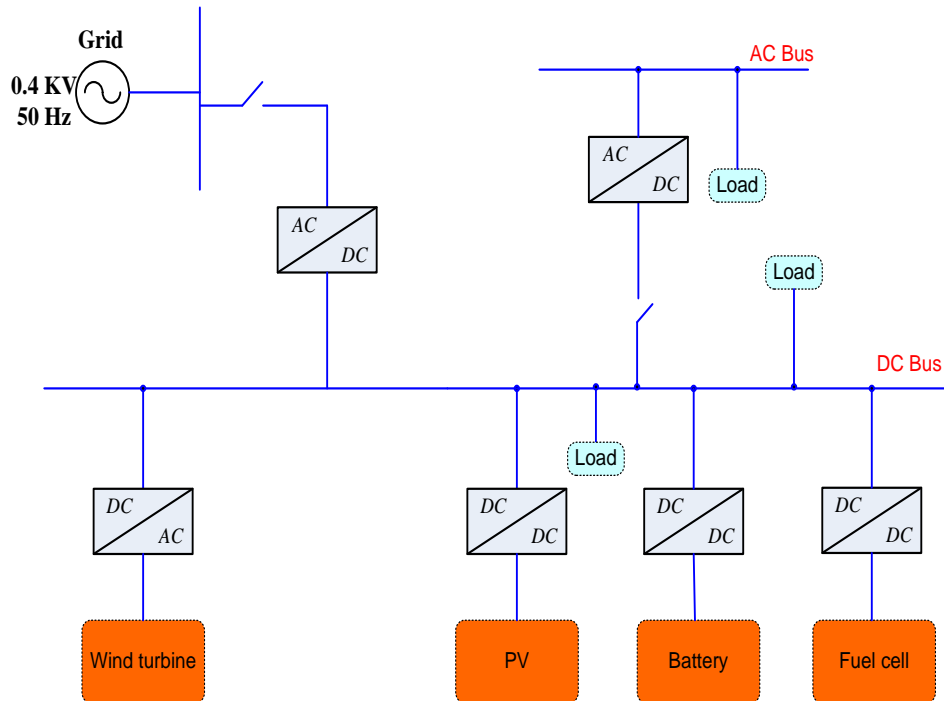 Grid
0.4 KV
50 Hz
AC Bus
AC
DC
Load
AC
DC
Load
DC Bus
Load
DC
AC
DC
DC
DC
DC
DC
DC
Wind turbine
PV
Battery
Fuel cell